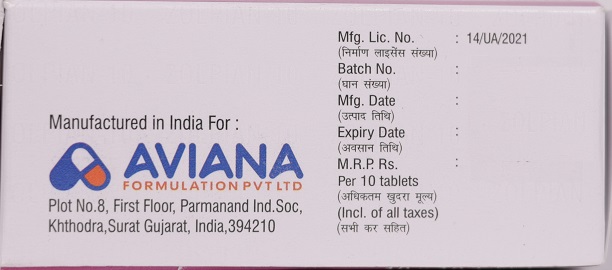 Manufactured in India For :
AVIANA
FORMULATION PVT LTD
Plot No.8, First Floor, Parmanand Ind.Soc,
Khthodra,Surat Gujarat, India,394210
Mfg. Lic. No. : 14/UA/2021
(निर्माण लाइसेंस संख्या)
Batch No. :
(घान संख्या)
Mfg. Date :
(उत्पाद तिथि)
Expiry Date :
(अवसान तिथि)
M.R.P. Rs. :
Per 10 tablets
(अधिकतम खुदरा मूल्य)
(Incl. of all taxes)
(सभी कर सहित)